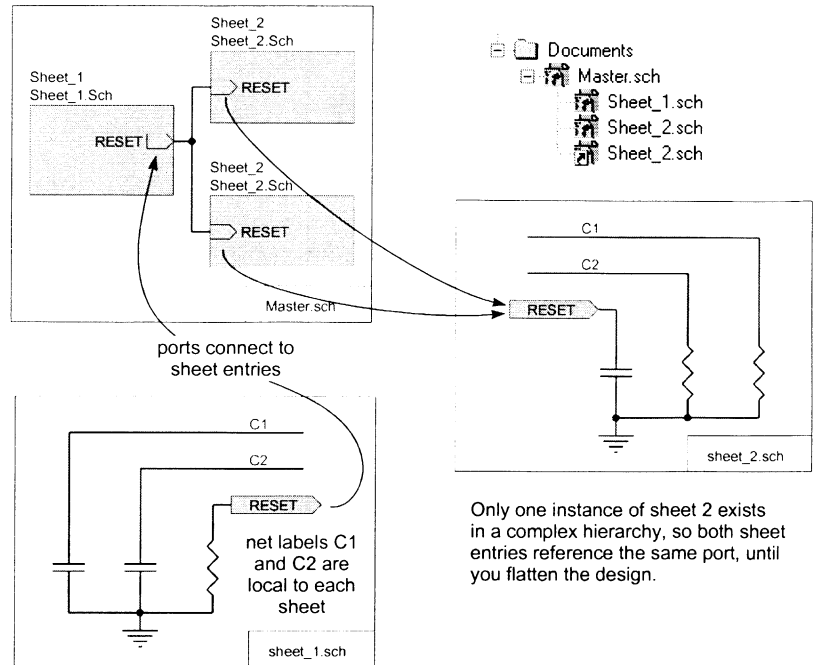 Sheet_2
Sheet_2.Sch
RESET
Sheet_1
Sheet_1.Sch
RESET
Sheet_2
Sheet_2.Sch
RESET
Master.sch
Documents
Master.sch
Sheet_1.sch
Sheet_2.sch
Sheet_2.sch
C1
C2
RESET
sheet_2.sch
ports connect to
sheet entries
C1
C2
RESET
net labels C1
and C2 are
local to each
sheet
sheet_1.sch
Only one instance of sheet 2 exists
in a complex hierarchy, so both sheet
entries reference the same port, until
you flatten the design.